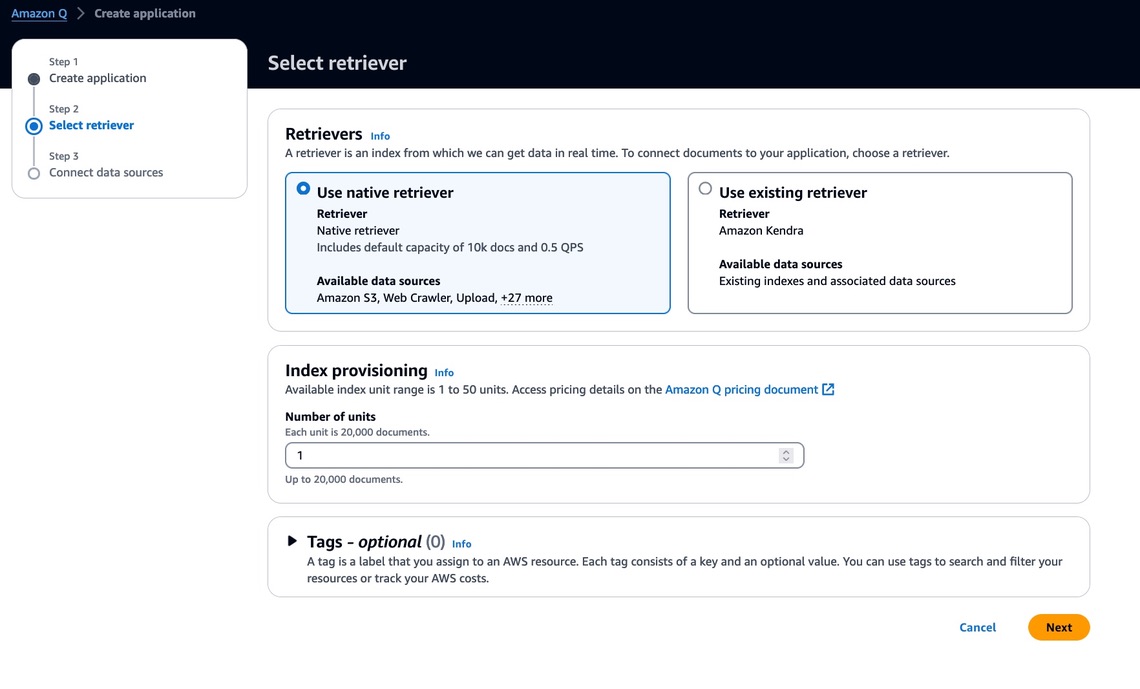 Amazon Q > Create application
Step 1
Create application
Step 2
Select retriever
Step 3
Connect data sources
Select retriever
Retrievers Info
A retriever is an index from which we can get data in real time. To connect documents to your application, choose a retriever.
Use native retriever
Retriever
Native retriever
Includes default capacity of 10k docs and 0.5 QPS
Available data sources
Amazon S3, Web Crawler, Upload, +27 more
Use existing retriever
Retriever
Amazon Kendra
Available data sources
Existing indexes and associated data sources
Index provisioning Info
Available index unit range is 1 to 50 units. Access pricing details on the Amazon Q pricing document
Number of units
Each unit is 20,000 documents.
1
Up to 20,000 documents.
Tags - optional (0) Info
A tag is a label that you assign to an AWS resource. Each tag consists of a key and an optional value. You can use tags to search and filter your
resources or track your AWS costs.
Cancel
Next